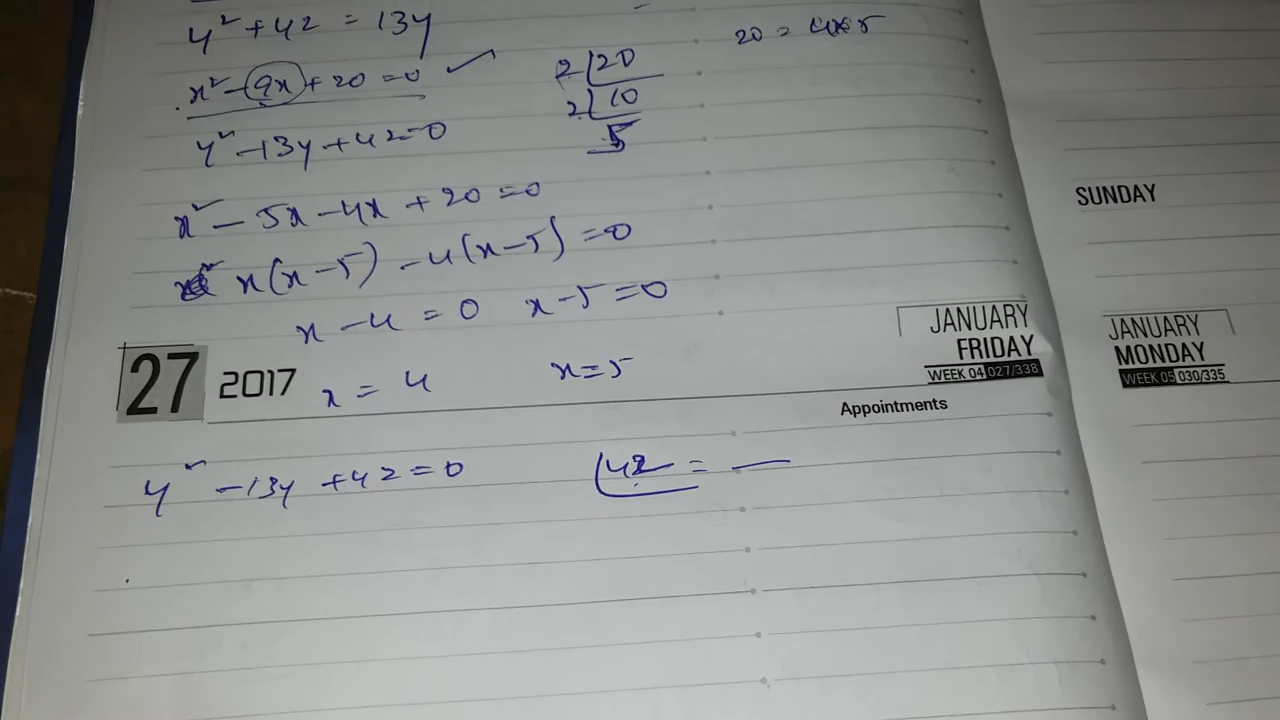 y² + 42 = 13y
20 = 4×5
x² - 9x + 20 = 0
2 20
2 10
5
y² - 13y + 42 = 0
x² - 5x - 4x + 20 = 0
x(x - 5) - 4(x - 5) = 0
x - 4 = 0 x - 5 = 0
27 2017 x = 4 x = 5
JANUARY
FRIDAY
WEEK 04 027/338
Appointments
y² - 13y + 42 = 0 42 = —
SUNDAY
JANUARY
MONDAY
WEEK 05 030/335